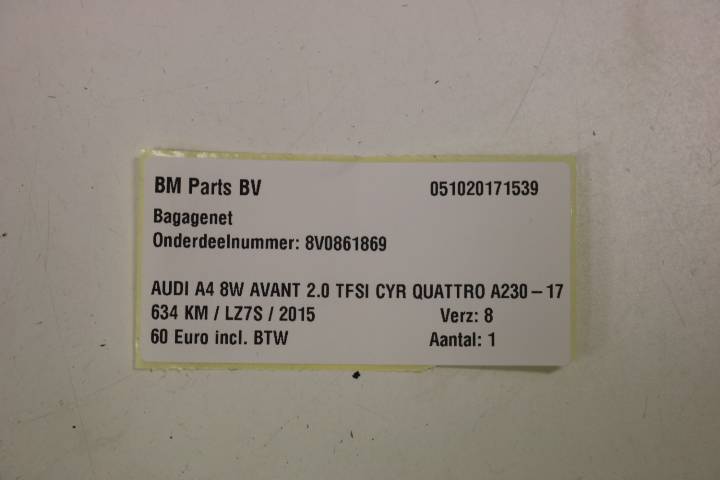 BM Parts BV 051020171539
Bagagenet
Onderdeelnummer: 8V0861869
AUDI A4 8W AVANT 2.0 TFSI CYR QUATTRO A230-17
634 KM / LZ7S / 2015 Verz: 8
60 Euro incl. BTW Aantal: 1